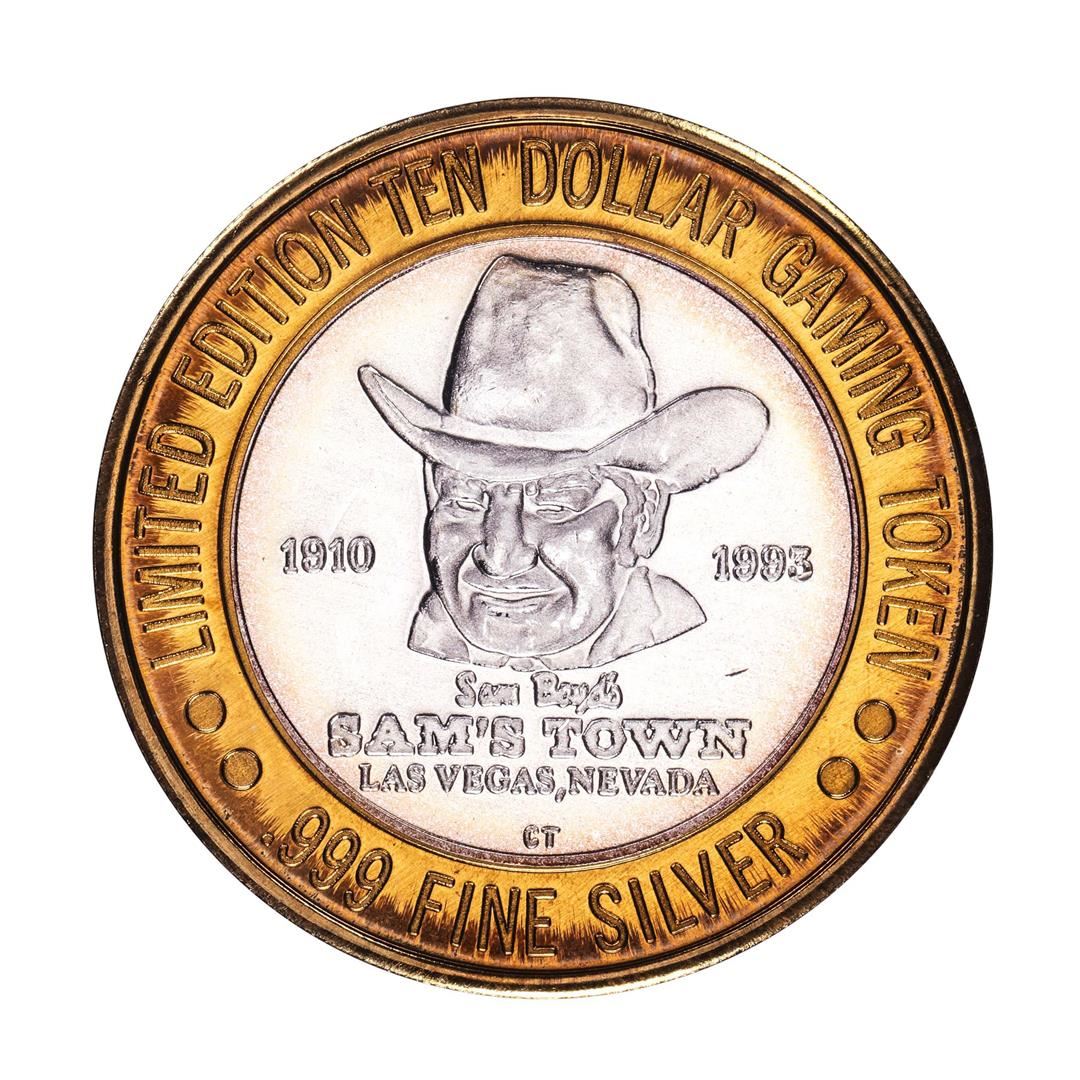 LIMITED EDITION TEN DOLLAR GAMING TOKEN
1910
1993
Sam Boyd's
SAM'S TOWN
LAS VEGAS, NEVADA
CT
.999 FINE SILVER